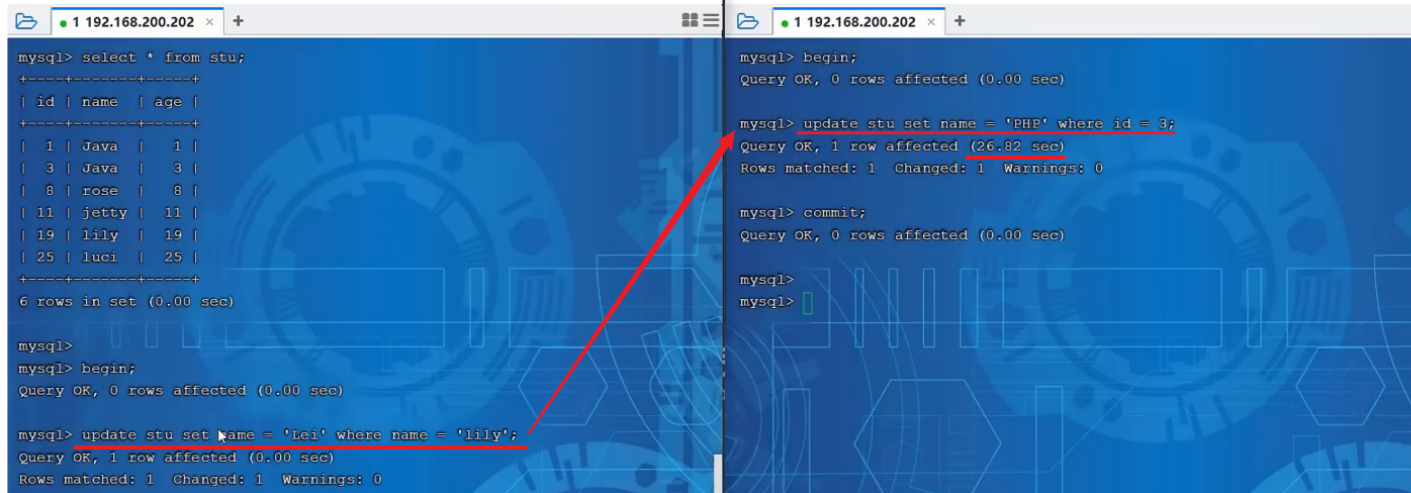 1 192.168.200.202 × +
mysql> select * from stu;
+----+-------+-----+
| id | name  | age |
+----+-------+-----+
|  1 | Java  |   1 |
|  3 | Java  |   3 |
|  8 | rose  |   8 |
| 11 | jetty |  11 |
| 19 | lily  |  19 |
| 25 | luci  |  25 |
+----+-------+-----+
6 rows in set (0.00 sec)
mysql>
mysql> begin;
Query OK, 0 rows affected (0.00 sec)
mysql> update stu set name = 'Lei' where name = 'lily';
Query OK, 1 row affected (0.00 sec)
Rows matched: 1  Changed: 1  Warnings: 0
1 192.168.200.202 × +
mysql> begin;
Query OK, 0 rows affected (0.00 sec)
mysql> update stu set name = 'PHP' where id = 3;
Query OK, 1 row affected (26.82 sec)
Rows matched: 1  Changed: 1  Warnings: 0
mysql> commit;
Query OK, 0 rows affected (0.00 sec)
mysql>
mysql>